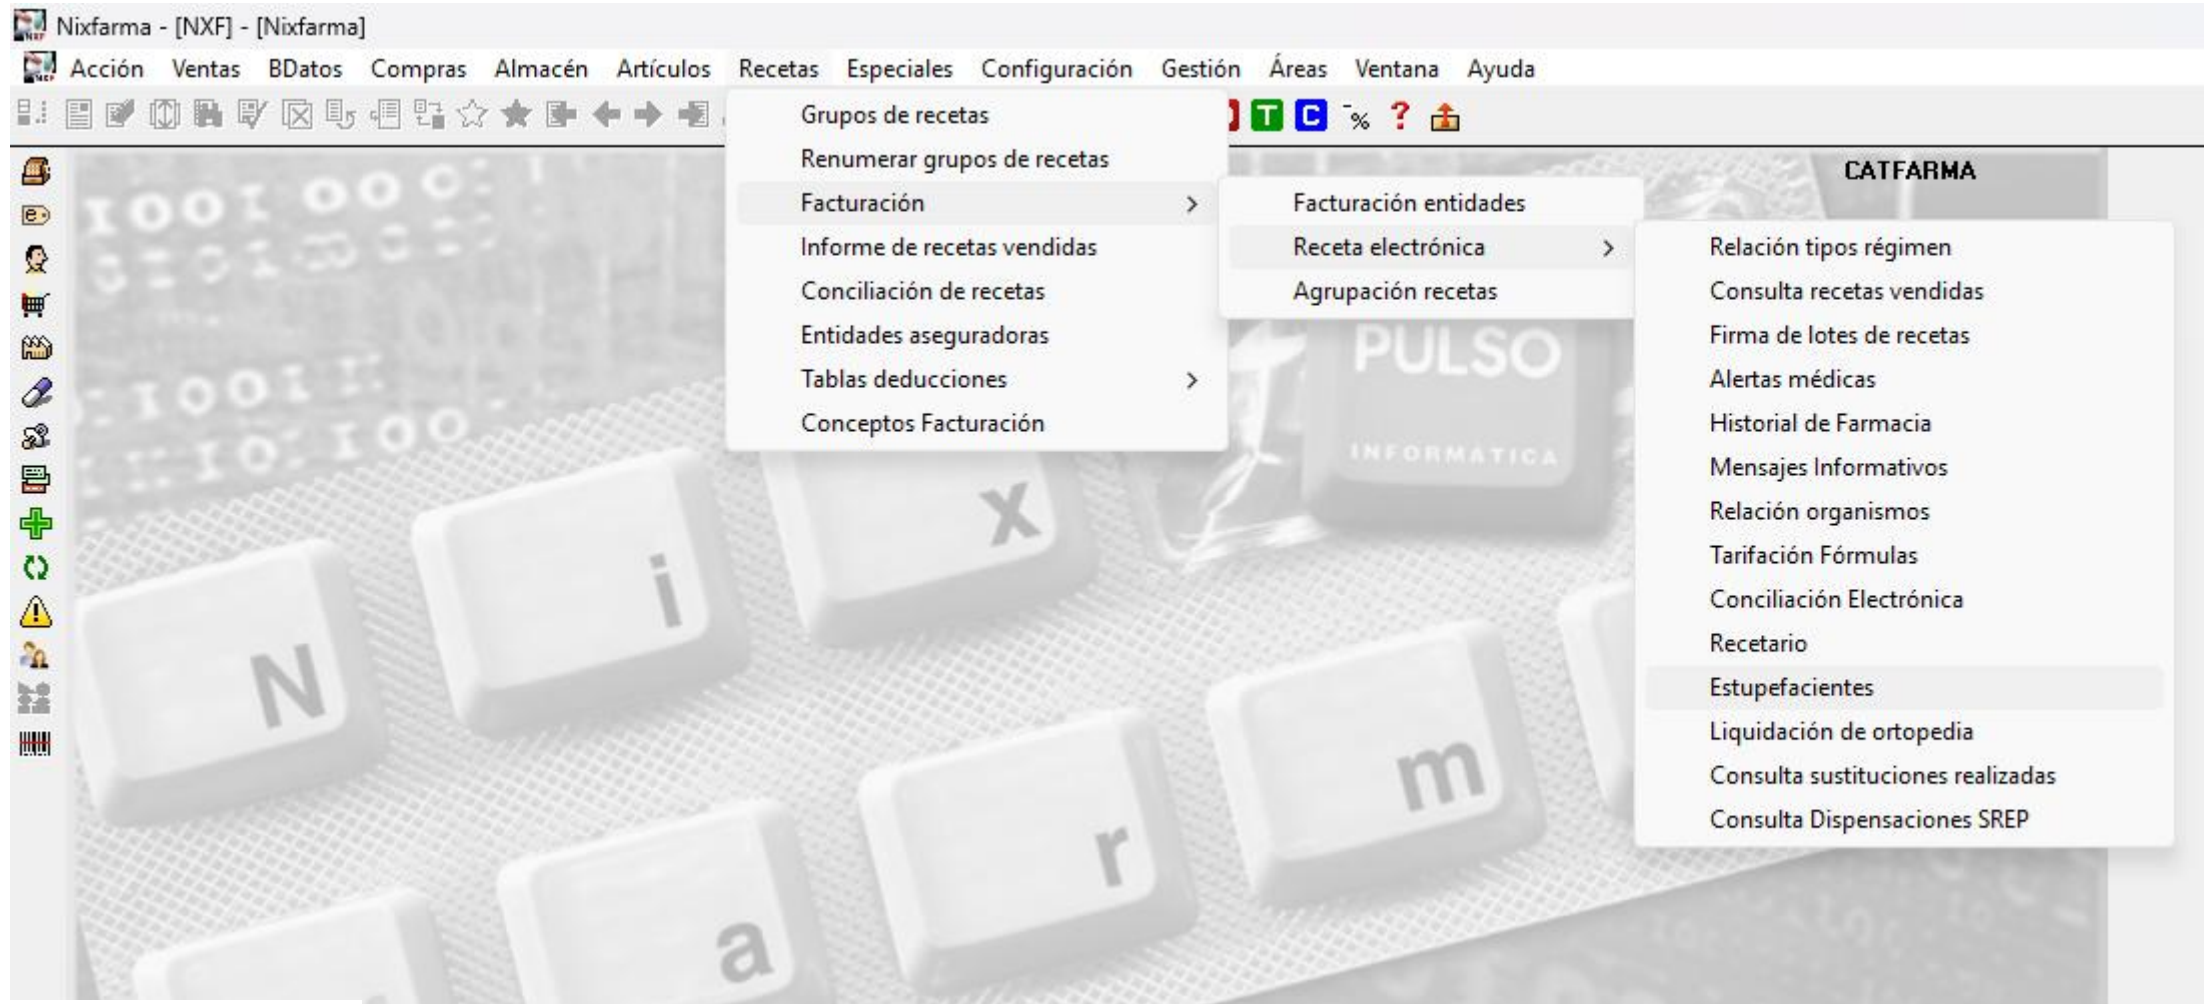 Nixfarma - [NXF] - [Nixfarma]
Acción Ventas BDatos Compras Almacén Artículos Recetas Especiales Configuración Gestión Áreas Ventana Ayuda
T C % ?
CATFARMA
Grupos de recetas
Renumerar grupos de recetas
Facturación
Informe de recetas vendidas
Conciliación de recetas
Entidades aseguradoras
Tablas deducciones
Conceptos Facturación
Facturación entidades
Receta electrónica
Agrupación recetas
Relación tipos régimen
Consulta recetas vendidas
Firma de lotes de recetas
Alertas médicas
Historial de Farmacia
Mensajes Informativos
Relación organismos
Tarifación Fórmulas
Conciliación Electrónica
Recetario
Estupefacientes
Liquidación de ortopedia
Consulta sustituciones realizadas
Consulta Dispensaciones SREP
PULSO
INFORMATICA
N i x
a r m